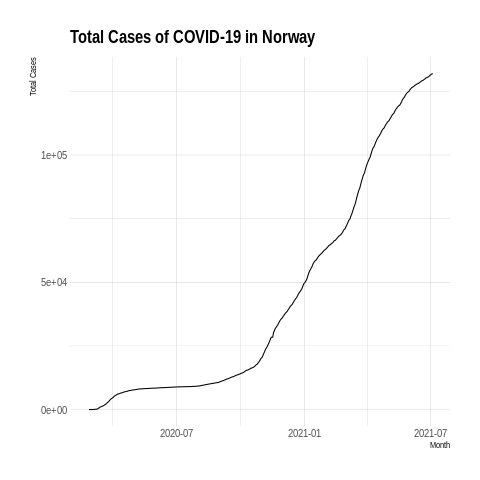 Total Cases of COVID-19 in Norway
Total Cases
1e+05
5e+04
0e+00
2020-07
2021-01
2021-07
Month